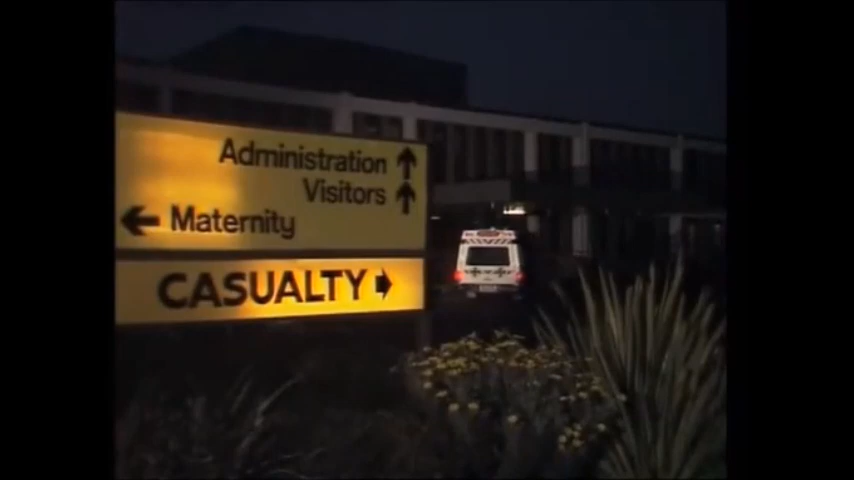 Administration ↑
Visitors ↑
← Maternity
CASUALTY →